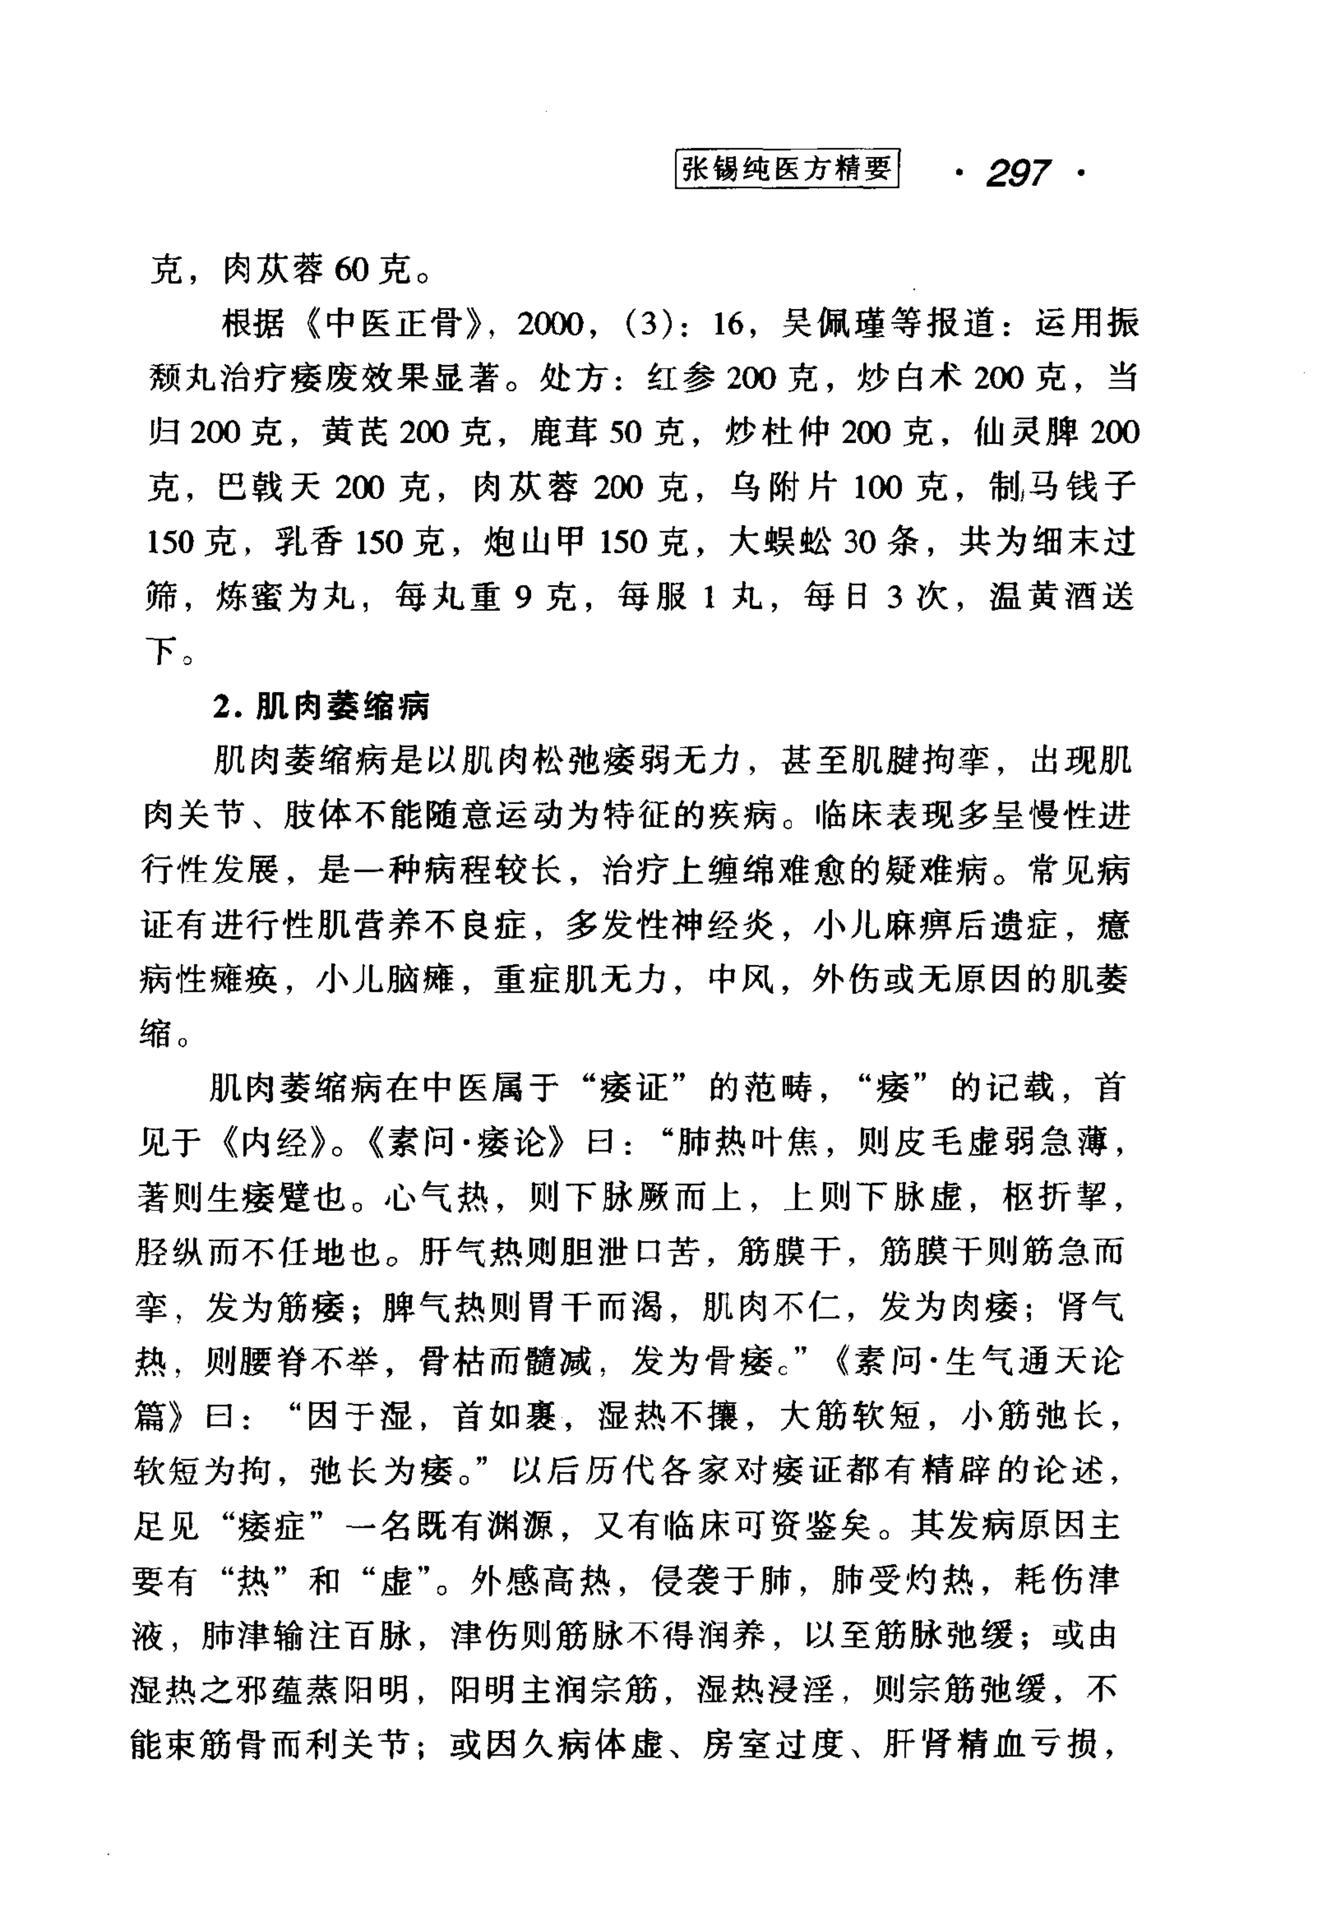 张锡纯医方精要 · 297 ·
克，肉苁蓉 60 克。
根据《中医正骨》，2000，（3）：16，吴佩瑾等报道：运用振
颓丸治疗痿废效果显著。处方：红参 200 克，炒白术 200 克，当
归 200 克，黄芪 200 克，鹿茸 50 克，炒杜仲 200 克，仙灵脾 200
克，巴戟天 200 克，肉苁蓉 200 克，乌附片 100 克，制马钱子
150 克，乳香 150 克，炮山甲 150 克，大蜈蚣 30 条，共为细末过
筛，炼蜜为丸，每丸重 9 克，每服 1 丸，每日 3 次，温黄酒送
下。
2. 肌肉萎缩病
肌肉萎缩病是以肌肉松弛痿弱无力，甚至肌腱拘挛，出现肌
肉关节、肢体不能随意运动为特征的疾病。临床表现多呈慢性进
行性发展，是一种病程较长，治疗上缠绵难愈的疑难病。常见病
证有进行性肌营养不良症，多发性神经炎，小儿麻痹后遗症，癔
病性瘫痪，小儿脑瘫，重症肌无力，中风，外伤或无原因的肌萎
缩。
肌肉萎缩病在中医属于“痿证”的范畴，“痿”的记载，首
见于《内经》。《素问·痿论》曰：“肺热叶焦，则皮毛虚弱急薄，
著则生痿躄也。心气热，则下脉厥而上，上则下脉虚，枢折挈，
胫纵而不任地也。肝气热则胆泄口苦，筋膜干，筋膜干则筋急而
挛，发为筋痿；脾气热则胃干而渴，肌肉不仁，发为肉痿；肾气
热，则腰脊不举，骨枯而髓减，发为骨痿。”《素问·生气通天论
篇》曰：“因于湿，首如裹，湿热不攘，大筋软短，小筋弛长，
软短为拘，弛长为痿。”以后历代各家对痿证都有精辟的论述，
足见“痿症”一名既有渊源，又有临床可资鉴矣。其发病原因主
要有“热”和“虚”。外感高热，侵袭于肺，肺受灼热，耗伤津
液，肺津输注百脉，津伤则筋脉不得润养，以至筋脉弛缓；或由
湿热之邪蕴蒸阳明，阳明主润宗筋，湿热浸淫，则宗筋弛缓，不
能束筋骨而利关节；或因久病体虚、房室过度、肝肾精血亏损，